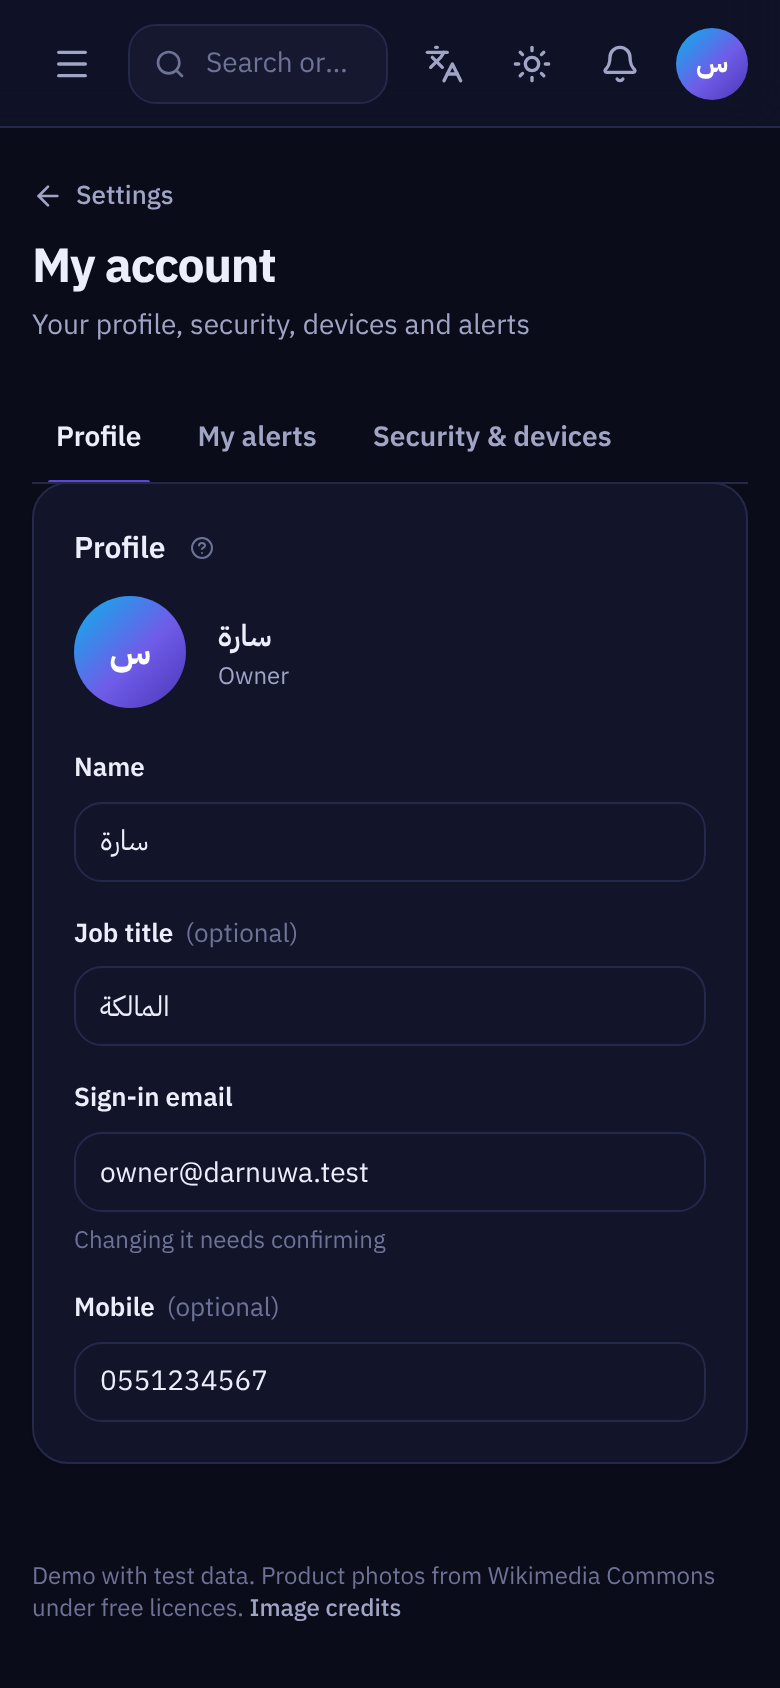 Search or...
س
Settings
My account
Your profile, security, devices and alerts
Profile
My alerts
Security & devices
Profile
س
سارة
Owner
Name
سارة
Job title (optional)
المالكة
Sign-in email
owner@darnuwa.test
Changing it needs confirming
Mobile (optional)
0551234567
Demo with test data. Product photos from Wikimedia Commons
under free licences. Image credits